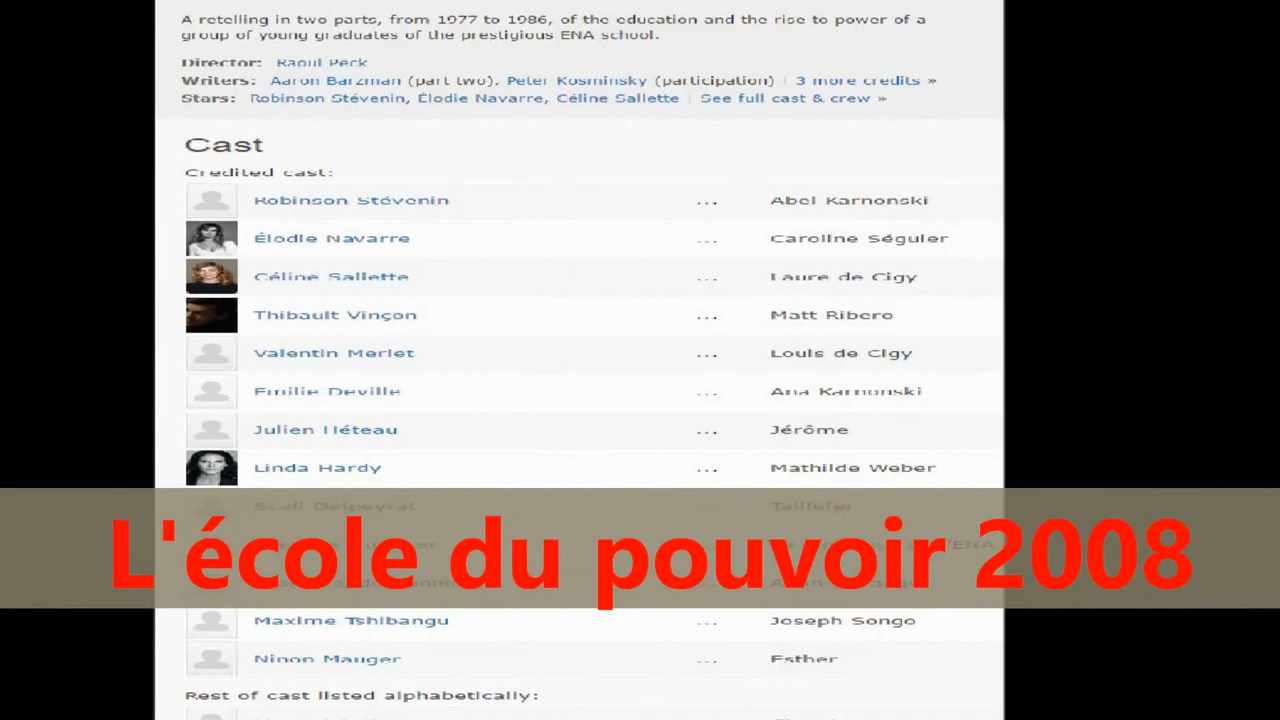 A retelling in two parts, from 1977 to 1986, of the education and the rise to power of a
group of young graduates of the prestigious ENA school.
Director: Raoul Peck
Writers: Aaron Barzman (part two), Peter Kosminsky (participation) | 3 more credits »
Stars: Robinson Stévenin, Élodie Navarre, Céline Sallette | See full cast & crew »
Cast
Credited cast:
Robinson Stévenin ... Abel Karnonski
Élodie Navarre ... Caroline Séguler
Céline Sallette ... Laure de Cigy
Thibault Vinçon ... Matt Ribero
Valentin Merlet ... Louis de Cigy
Emilie Deville ... Ana Karnonski
Julien Héteau ... Jérôme
Linda Hardy ... Mathilde Weber
Scali Delpeyrat Taillefer
L'école du pouvoir 2008
Maxime Tshibangu ... Joseph Songo
Ninon Mauger ... Esther
Rest of cast listed alphabetically: